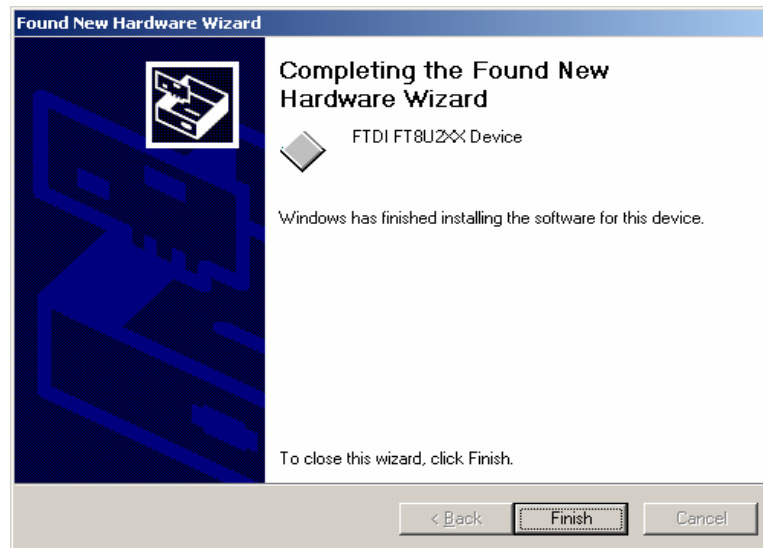 Found New Hardware Wizard
Completing the Found New
Hardware Wizard
FTDI FT8U2XX Device
Windows has finished installing the software for this device.
To close this wizard, click Finish.
< Back
Finish
Cancel